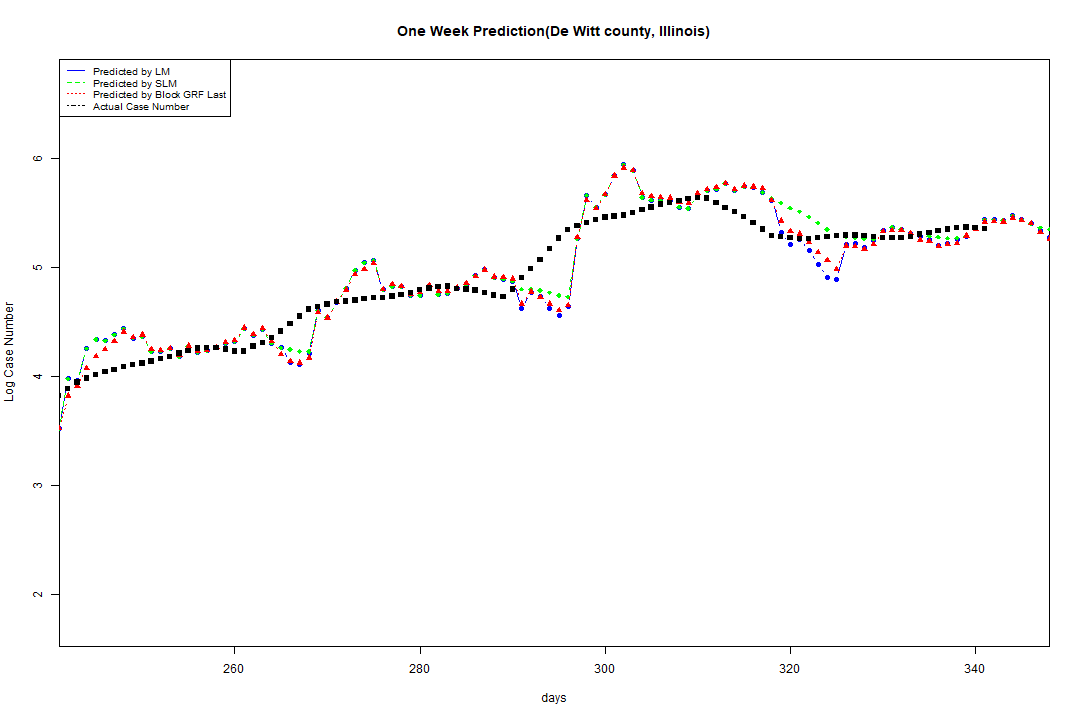 One Week Prediction(De Witt county, Illinois)
Predicted by LM
Predicted by SLM
Predicted by Block GRF Last
Actual Case Number
6
5
4
3
2
Log Case Number
260 280 300 320 340
days